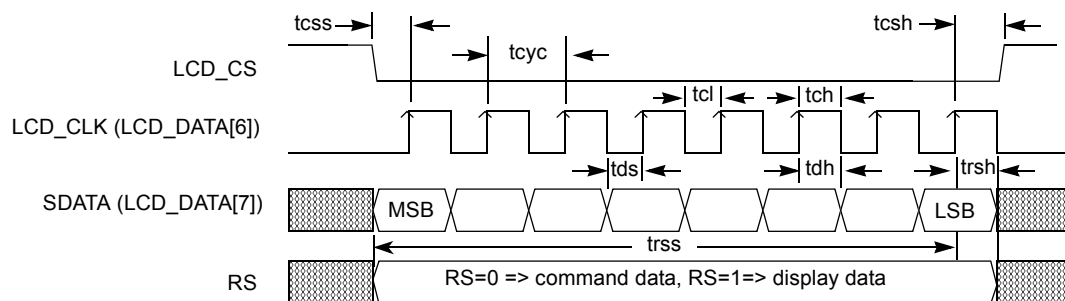 tcss
tcsh
tcyc
LCD_CS
tcl
tch
LCD_CLK (LCD_DATA[6])
tds
tdh
trsh
SDATA (LCD_DATA[7])
MSB
LSB
trss
RS
RS=0 => command data, RS=1=> display data